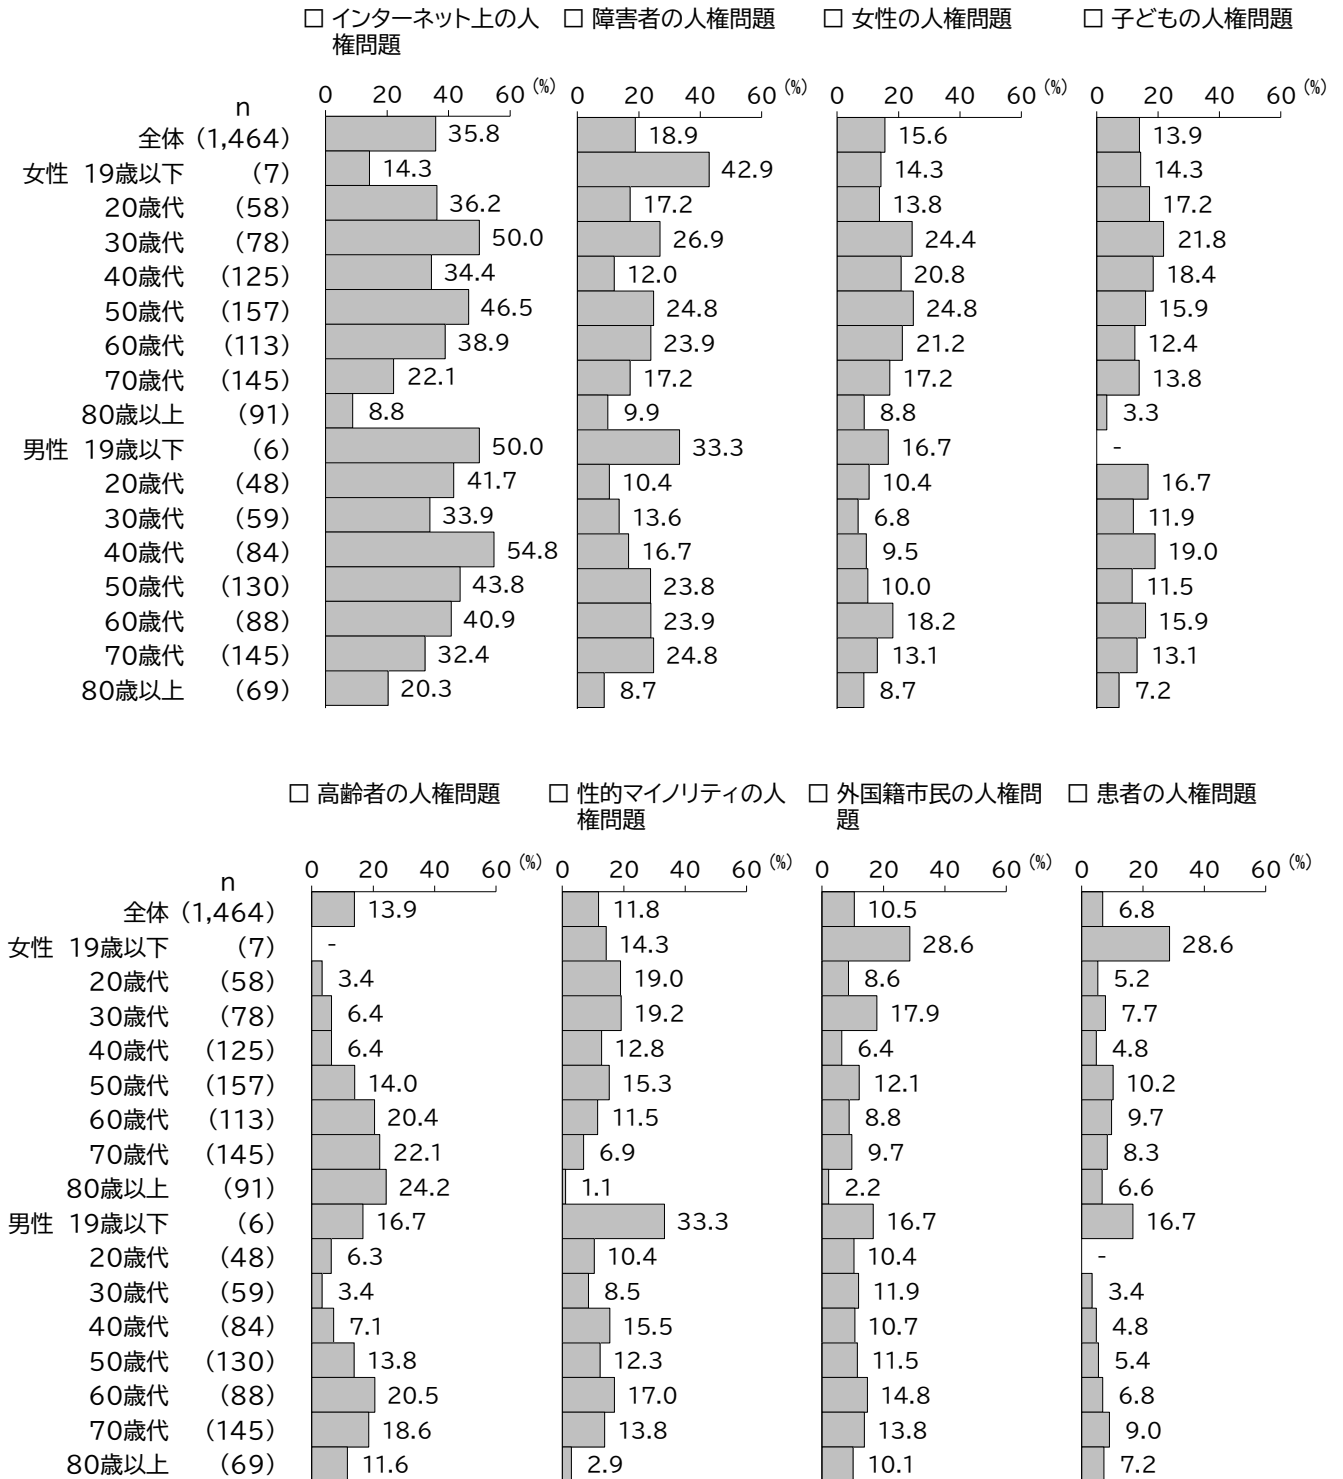 □ インターネット上の人 □ 障害者の人権問題 □ 女性の人権問題 □ 子どもの人権問題
権問題
n 0 20 40 60 (%) 0 20 40 60 (%) 0 20 40 60 (%) 0 20 40 60 (%)
全体 (1,464) 35.8 18.9 15.6 13.9
女性 19歳以下 (7) 14.3 42.9 14.3 14.3
20歳代 (58) 36.2 17.2 13.8 17.2
30歳代 (78) 50.0 26.9 24.4 21.8
40歳代 (125) 34.4 12.0 20.8 18.4
50歳代 (157) 46.5 24.8 24.8 15.9
60歳代 (113) 38.9 23.9 21.2 12.4
70歳代 (145) 22.1 17.2 17.2 13.8
80歳以上 (91) 8.8 9.9 8.8 3.3
男性 19歳以下 (6) 50.0 33.3 16.7 -
20歳代 (48) 41.7 10.4 10.4 16.7
30歳代 (59) 33.9 13.6 6.8 11.9
40歳代 (84) 54.8 16.7 9.5 19.0
50歳代 (130) 43.8 23.8 10.0 11.5
60歳代 (88) 40.9 23.9 18.2 15.9
70歳代 (145) 32.4 24.8 13.1 13.1
80歳以上 (69) 20.3 8.7 8.7 7.2
□ 高齢者の人権問題 □ 性的マイノリティの人 □ 外国籍市民の人権問 □ 患者の人権問題
権問題 題
n 0 20 40 60 (%) 0 20 40 60 (%) 0 20 40 60 (%) 0 20 40 60 (%)
全体 (1,464) 13.9 11.8 10.5 6.8
女性 19歳以下 (7) - 14.3 28.6 28.6
20歳代 (58) 3.4 19.0 8.6 5.2
30歳代 (78) 6.4 19.2 17.9 7.7
40歳代 (125) 6.4 12.8 6.4 4.8
50歳代 (157) 14.0 15.3 12.1 10.2
60歳代 (113) 20.4 11.5 8.8 9.7
70歳代 (145) 22.1 6.9 9.7 8.3
80歳以上 (91) 24.2 1.1 2.2 6.6
男性 19歳以下 (6) 16.7 33.3 16.7 16.7
20歳代 (48) 6.3 10.4 10.4 -
30歳代 (59) 3.4 8.5 11.9 3.4
40歳代 (84) 7.1 15.5 10.7 4.8
50歳代 (130) 13.8 12.3 11.5 5.4
60歳代 (88) 20.5 17.0 14.8 6.8
70歳代 (145) 18.6 13.8 13.8 9.0
80歳以上 (69) 11.6 2.9 10.1 7.2